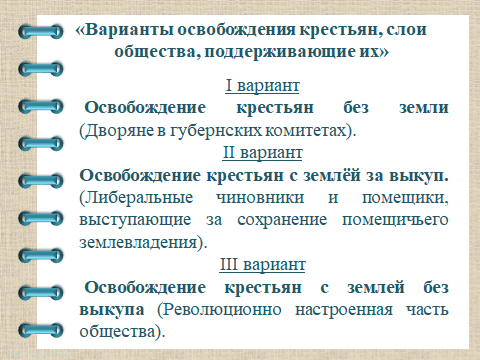 «Варианты освобождения крестьян, слои
общества, поддерживающие их»
I вариант
Освобождение крестьян без земли
(Дворяне в губернских комитетах).
II вариант
Освобождение крестьян с землёй за выкуп.
(Либеральные чиновники и помещики,
выступающие за сохранение помещичьего
землевладения).
III вариант
Освобождение крестьян с землей без
выкупа (Революционно настроенная часть
общества).